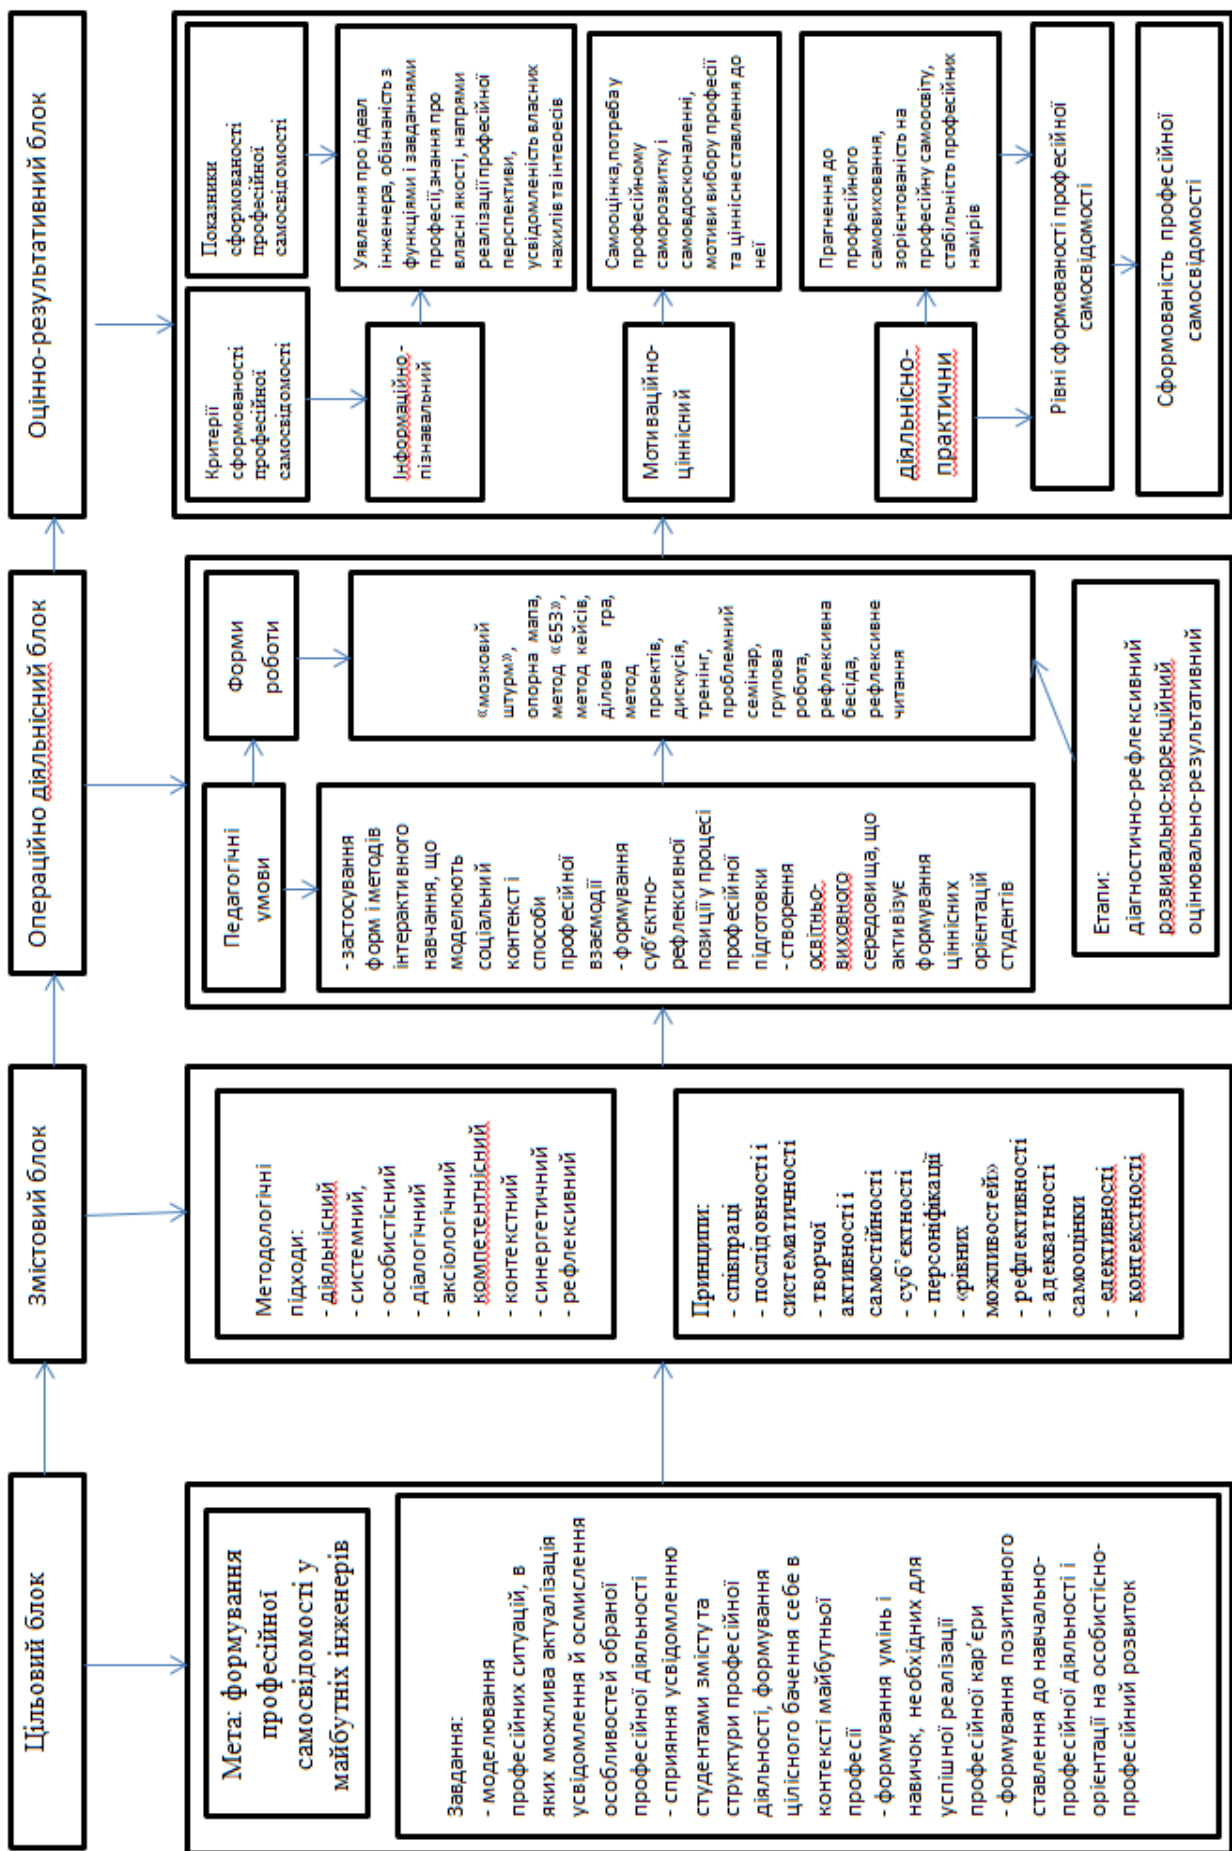 Цільовий блок
Мета: формування
професійної
самосвідомості у
майбутніх інженерів
Завдання:
- моделювання
професійних ситуацій, в
яких можлива актуалізація
усвідомлення й осмислення
особливостей обраної
професійної діяльності
- сприяння усвідомленню
студентами змісту та
структури професійної
діяльності, формування
цілісного бачення себе в
контексті майбутньої
професії
- формування умінь і
навичок, необхідних для
успішної реалізації
професійної кар’єри
- формування позитивного
ставлення до навчально-
професійної діяльності і
орієнтації на особистісно-
професійний розвиток
Змістовий блок
Методологічні
підходи:
- діяльнісний
- системний,
- особистісний
- діалогічний
- аксіологічний
- компетентнісний
- контекстний
- синергетичний
- рефлексивний
Принципи:
- співпраці
- послідовності і
систематичності
- творчої
активності і
самостійності
- суб’єктності
- персоніфікації
- «рівних
можливостей»
- рефлективності
- адекватності
самооцінки
- елективності
- контекстності
Операційно діяльнісний блок
Педагогічні
умови
Форми
роботи
- застосування
форм і методів
інтерактивного
навчання, що
моделюють
соціальний
контекст і
способи
професійної
взаємодії
- формування
суб’єктно-
рефлексивної
позиції у процесі
професійної
підготовки
- створення
освітньо-
виховного
середовища, що
активізує
формування
ціннісних
орієнтацій
студентів
«мозковий
штурм»,
опорна мапа,
метод «653»,
метод кейсів,
ділова гра,
метод
проектів,
дискусія,
тренінг,
проблемний
семінар,
групова
робота,
рефлексивна
бесіда,
рефлексивне
читання
Етапи:
діагностично-рефлексивний
розвивально-корекційний
оцінювально-результативний
Оцінно-результативний блок
Критерії
сформованості
професійної
самосвідомості
Показники
сформованості
професійної
самосвідомості
Інформаційно-
пізнавальний
Уявлення про ідеал
інженера, обізнаність з
функціями і завданнями
професії,знання про
власні якості, напрями
реалізації професійної
перспективи,
усвідомленість власних
нахилів та інтересів
Мотиваційно-
ціннісний
Самооцінка,потреба у
професійному
саморозвитку і
самовдосконаленні,
мотиви вибору професії
та ціннісне ставлення до
неї
діяльнісно-
практични
Прагнення до
професійного
самовиховання,
зорієнтованість на
професійну самоосвіту,
стабільність професійних
намірів
Рівні сформованості професійної
самосвідомості
Сформованість професійної
самосвідомості